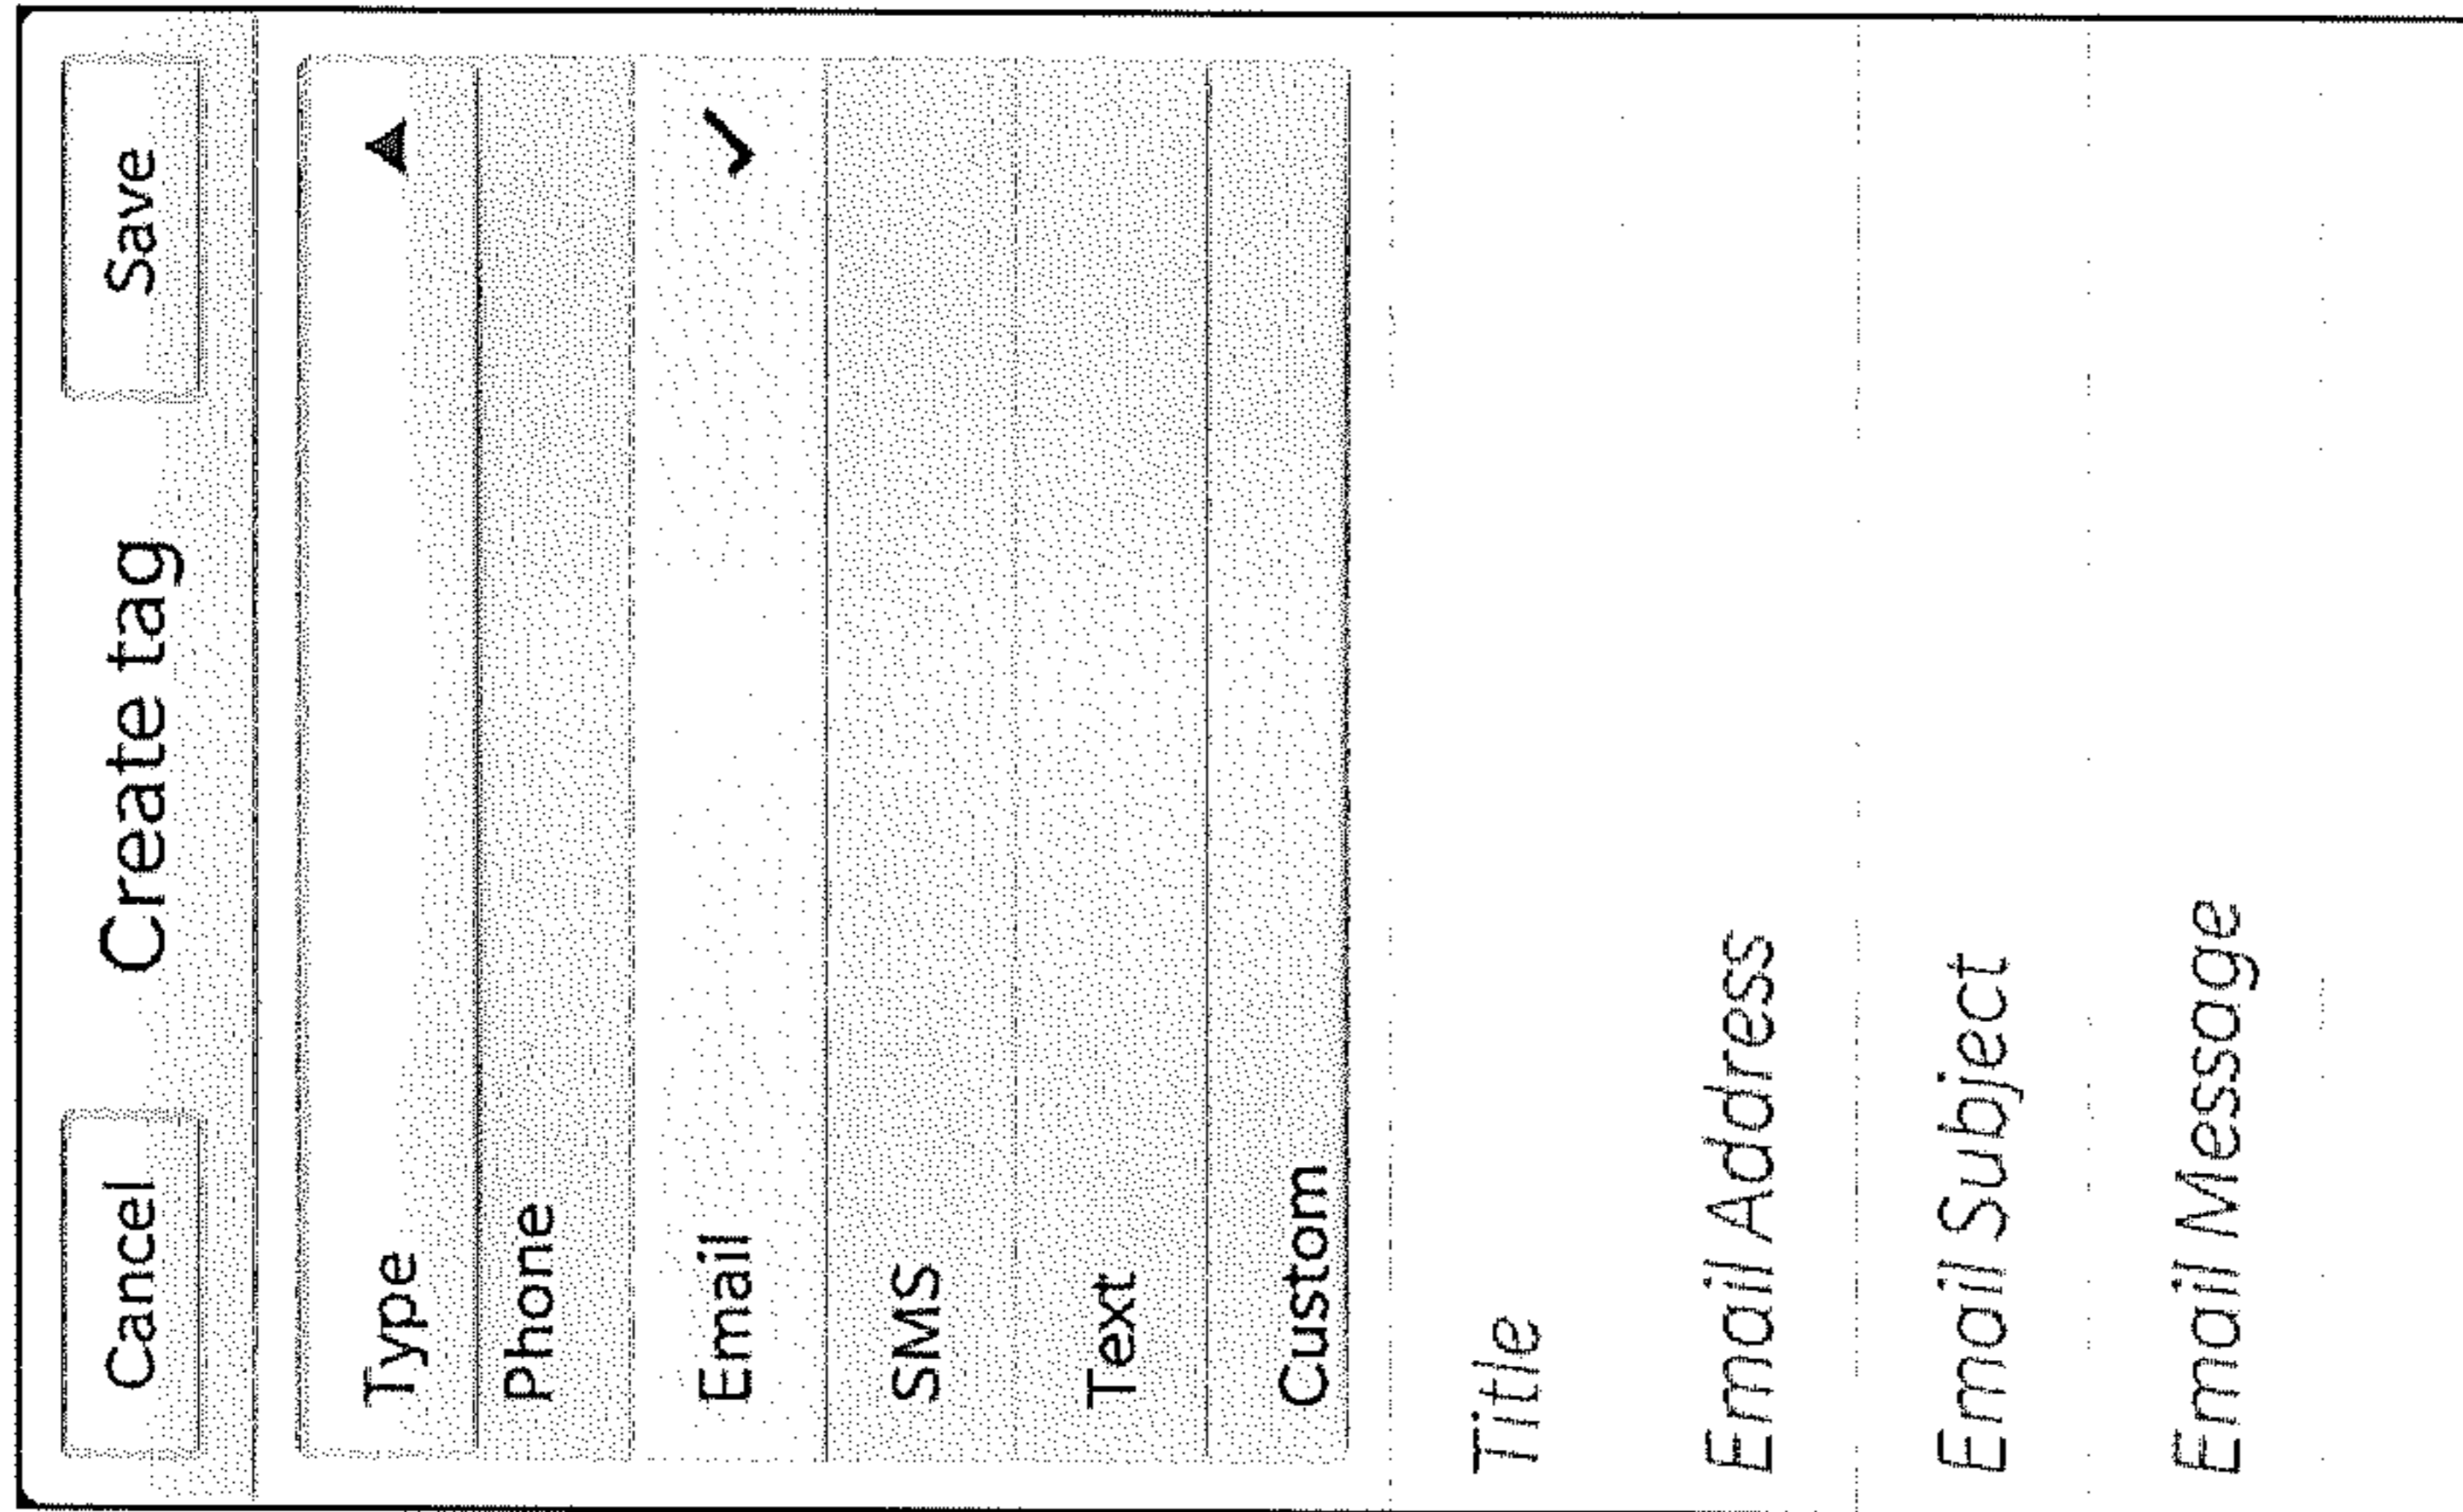 Cancel Create tag Save
Type
Phone
Email
SMS
Text
Custom
Title
Email Address
Email Subject
Email Message